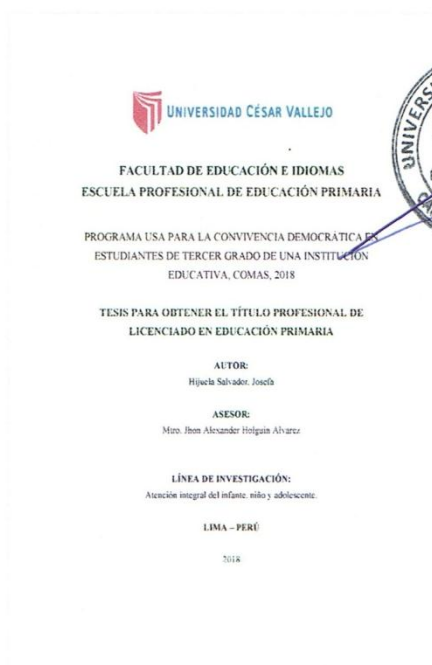 UNIVERSIDAD CÉSAR VALLEJO
FACULTAD DE EDUCACIÓN E IDIOMAS
ESCUELA PROFESIONAL DE EDUCACIÓN PRIMARIA
PROGRAMA USA PARA LA CONVIVENCIA DEMOCRÁTICA EN
ESTUDIANTES DE TERCER GRADO DE UNA INSTITUCIÓN
EDUCATIVA, COMAS, 2018
TESIS PARA OBTENER EL TÍTULO PROFESIONAL DE
LICENCIADO EN EDUCACIÓN PRIMARIA
AUTOR:
Hijuela Salvador, Josefa
ASESOR:
Mtro. Jhon Alexander Holguin Alvarez
LÍNEA DE INVESTIGACIÓN:
Atención integral del infante, niño y adolescente.
LIMA – PERÚ
2018